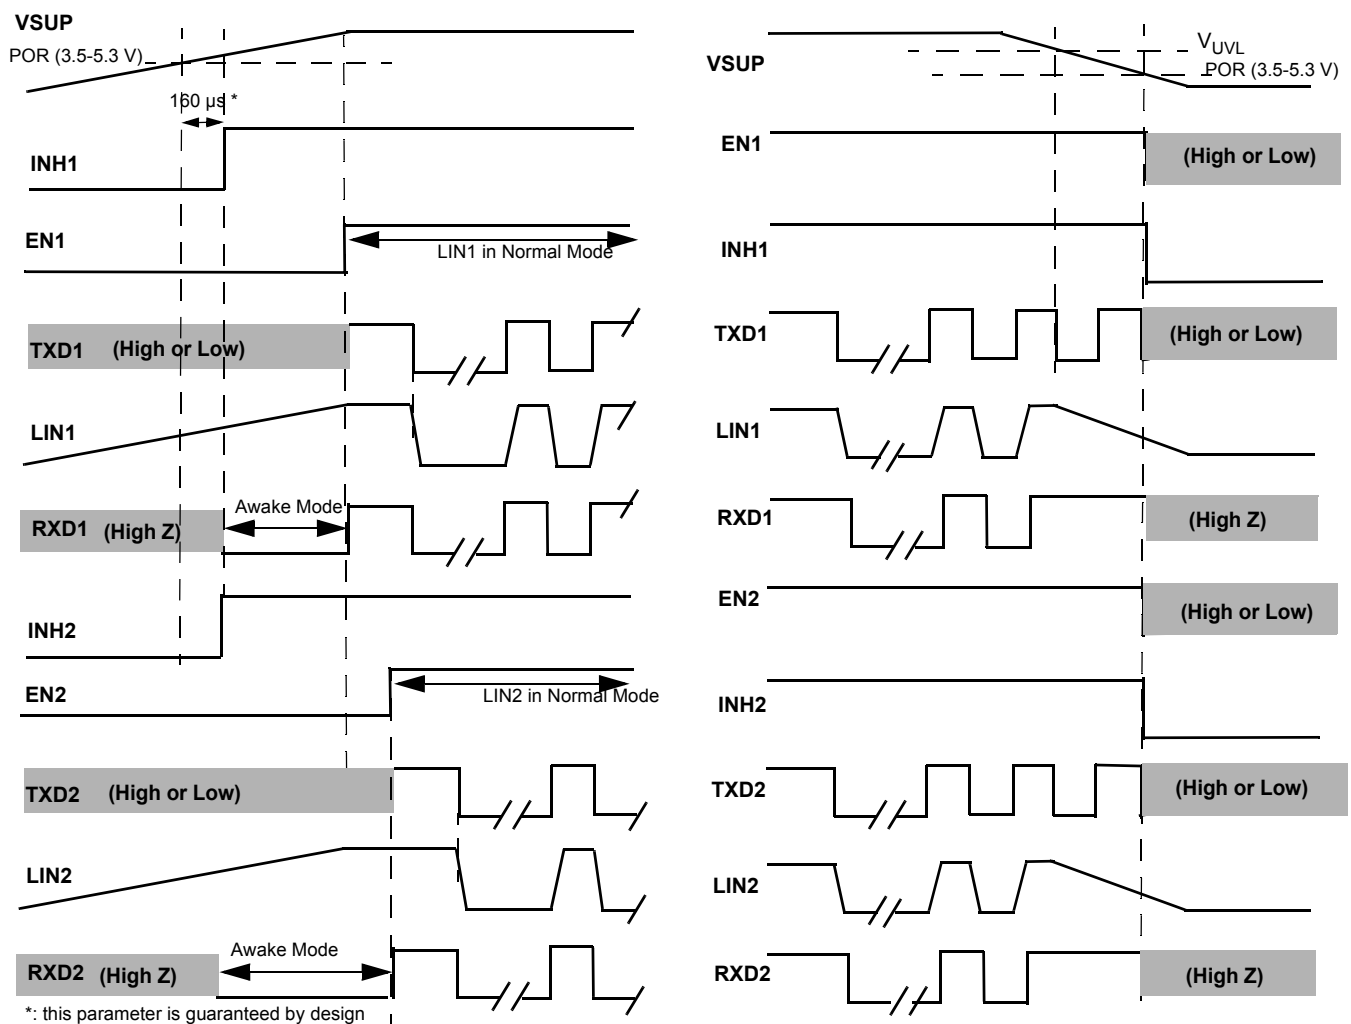 VSUP
POR (3.5-5.3 V)
160 µs *
INH1
EN1
LIN1 in Normal Mode
TXD1 (High or Low)
LIN1
Awake Mode
RXD1 (High Z)
INH2
EN2
LIN2 in Normal Mode
TXD2 (High or Low)
LIN2
Awake Mode
RXD2 (High Z)
*: this parameter is guaranteed by design
VUVL
VSUP
POR (3.5-5.3 V)
EN1
(High or Low)
INH1
TXD1
(High or Low)
LIN1
RXD1
(High Z)
EN2
(High or Low)
INH2
TXD2
(High or Low)
LIN2
RXD2
(High Z)